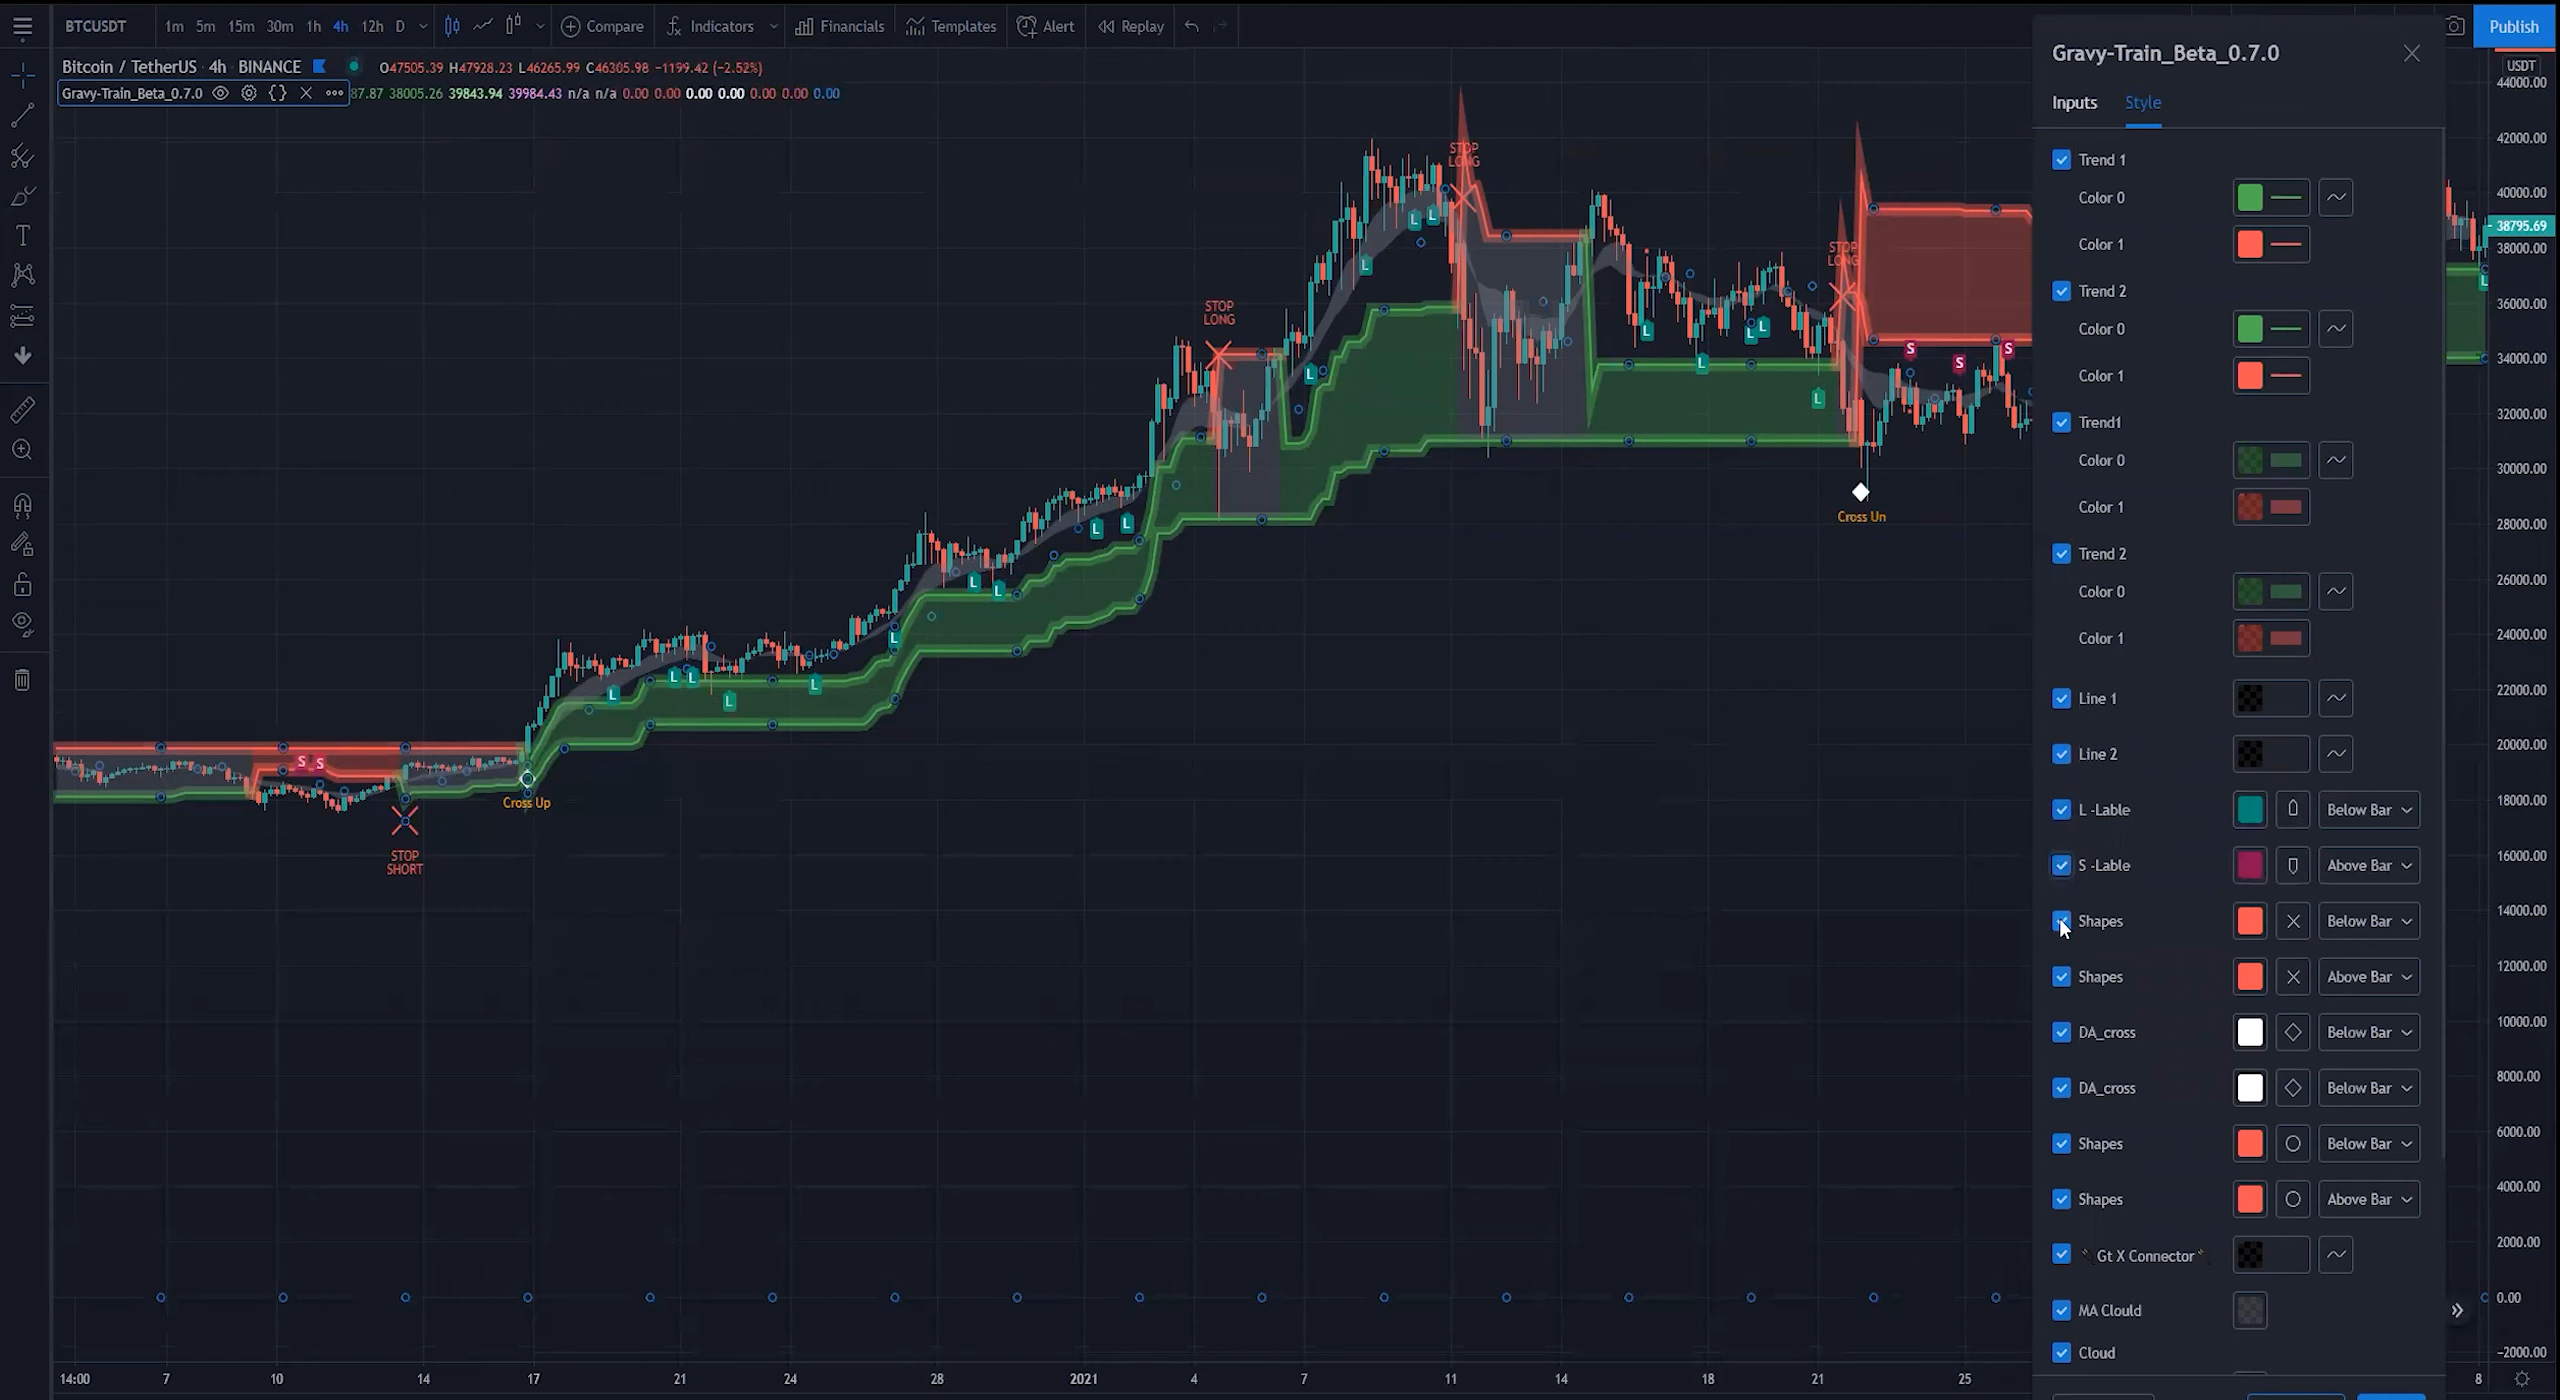 BTCUSDT 1m 5m 15m 30m 1h 4h 12h D Compare Indicators Financials Templates Alert Replay Publish
Bitcoin / TetherUS 4h BINANCE O47505.39 H47928.23 L46265.99 C46305.98 −1199.42 (−2.52%)
Gravy-Train_Beta_0.7.0 87.87 38005.26 39843.94 39984.43 n/a n/a 0.00 0.00 0.00 0.00 0.00 0.00 0.00
STOP
LONG
STOP
LONG
STOP
LONG
L L
L
L
L
L L
L
L
L
L L
L L
L
L
L L
L
L
S S
S
S
S
L
Cross Up
Cross Un
STOP
SHORT
14:00 7 10 14 17 21 24 28 2021 4 7 11 14 18 21 25 8
Gravy-Train_Beta_0.7.0
Inputs Style
Trend 1
Color 0
Color 1
Trend 2
Color 0
Color 1
Trend1
Color 0
Color 1
Trend 2
Color 0
Color 1
Line 1
Line 2
L -Lable Below Bar
S -Lable Above Bar
Shapes Below Bar
Shapes Above Bar
DA_cross Below Bar
DA_cross Below Bar
Shapes Below Bar
Shapes Above Bar
Gt X Connector
MA Clould
Cloud
USDT
44000.00
42000.00
40000.00
38795.69
38000.00
36000.00
34000.00
32000.00
30000.00
28000.00
26000.00
24000.00
22000.00
20000.00
18000.00
16000.00
14000.00
12000.00
10000.00
8000.00
6000.00
4000.00
2000.00
0.00
−2000.00